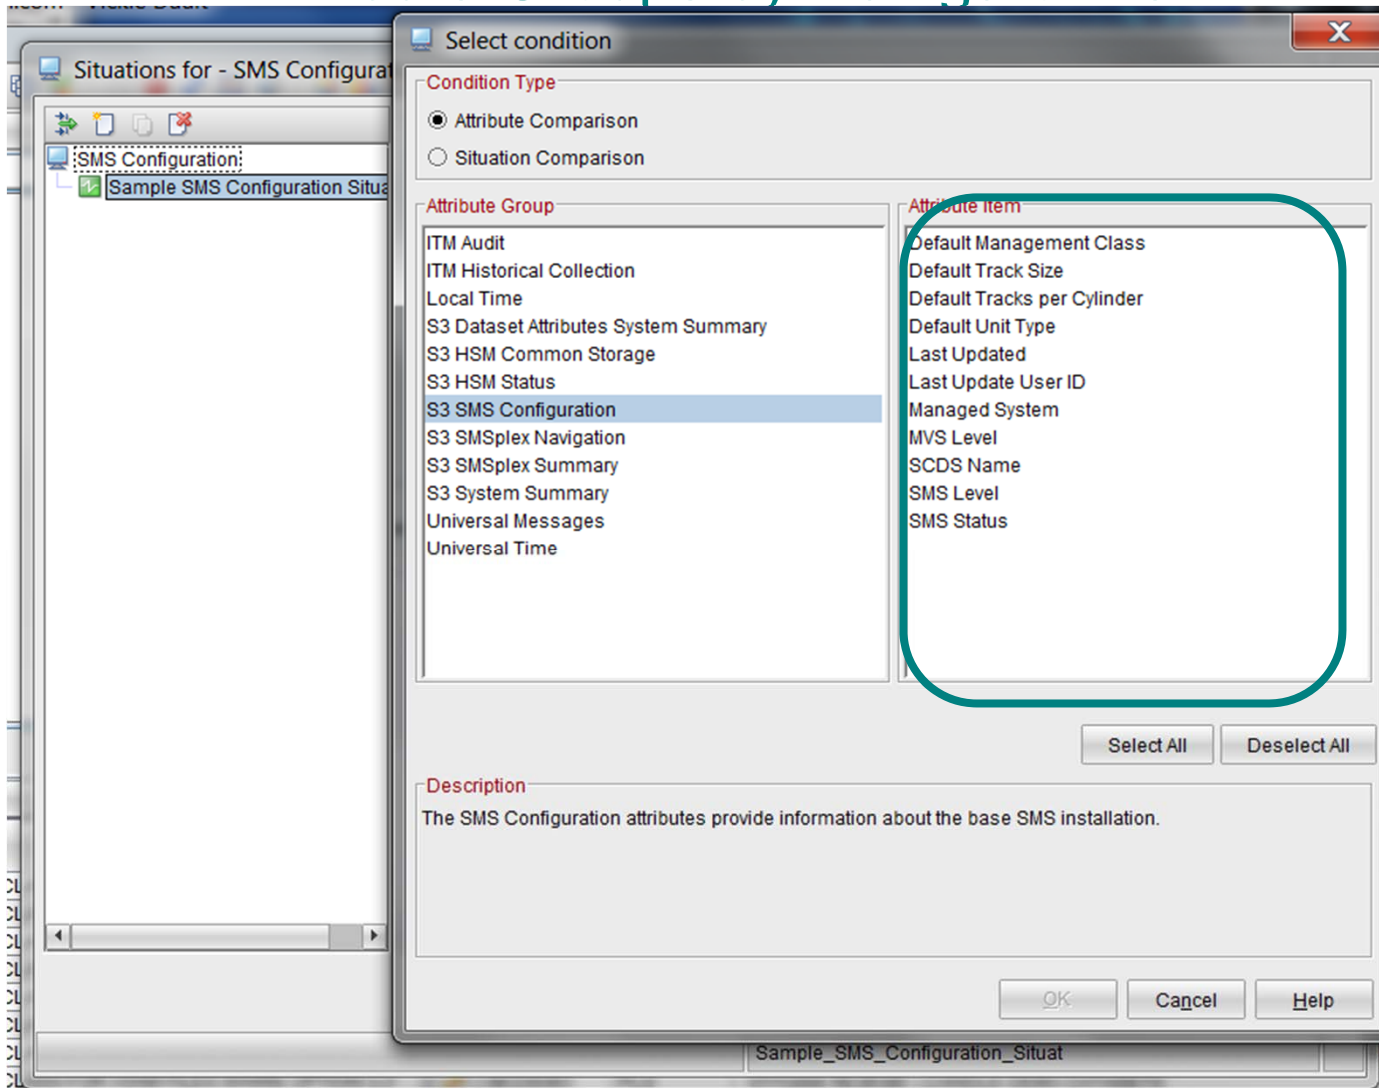 Situations for - SMS Configurat
SMS Configuration
Sample SMS Configuration Situa
Select condition
Condition Type
Attribute Comparison
Situation Comparison
Attribute Group
ITM Audit
ITM Historical Collection
Local Time
S3 Dataset Attributes System Summary
S3 HSM Common Storage
S3 HSM Status
S3 SMS Configuration
S3 SMSplex Navigation
S3 SMSplex Summary
S3 System Summary
Universal Messages
Universal Time
Attribute Item
Default Management Class
Default Track Size
Default Tracks per Cylinder
Default Unit Type
Last Updated
Last Update User ID
Managed System
MVS Level
SCDS Name
SMS Level
SMS Status
Select All
Deselect All
Description
The SMS Configuration attributes provide information about the base SMS installation.
OK
Cancel
Help
Sample_SMS_Configuration_Situat